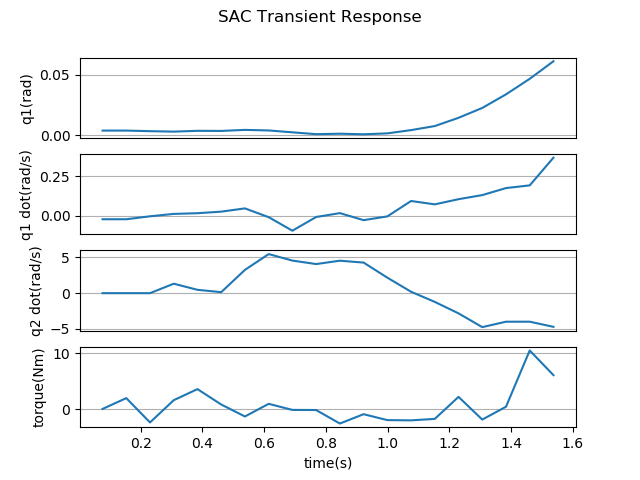 SAC Transient Response
0.05
0.00
q1(rad)
0.25
0.00
q1 dot(rad/s)
5
0
−5
q2 dot(rad/s)
10
0
torque(Nm)
0.2 0.4 0.6 0.8 1.0 1.2 1.4 1.6
time(s)